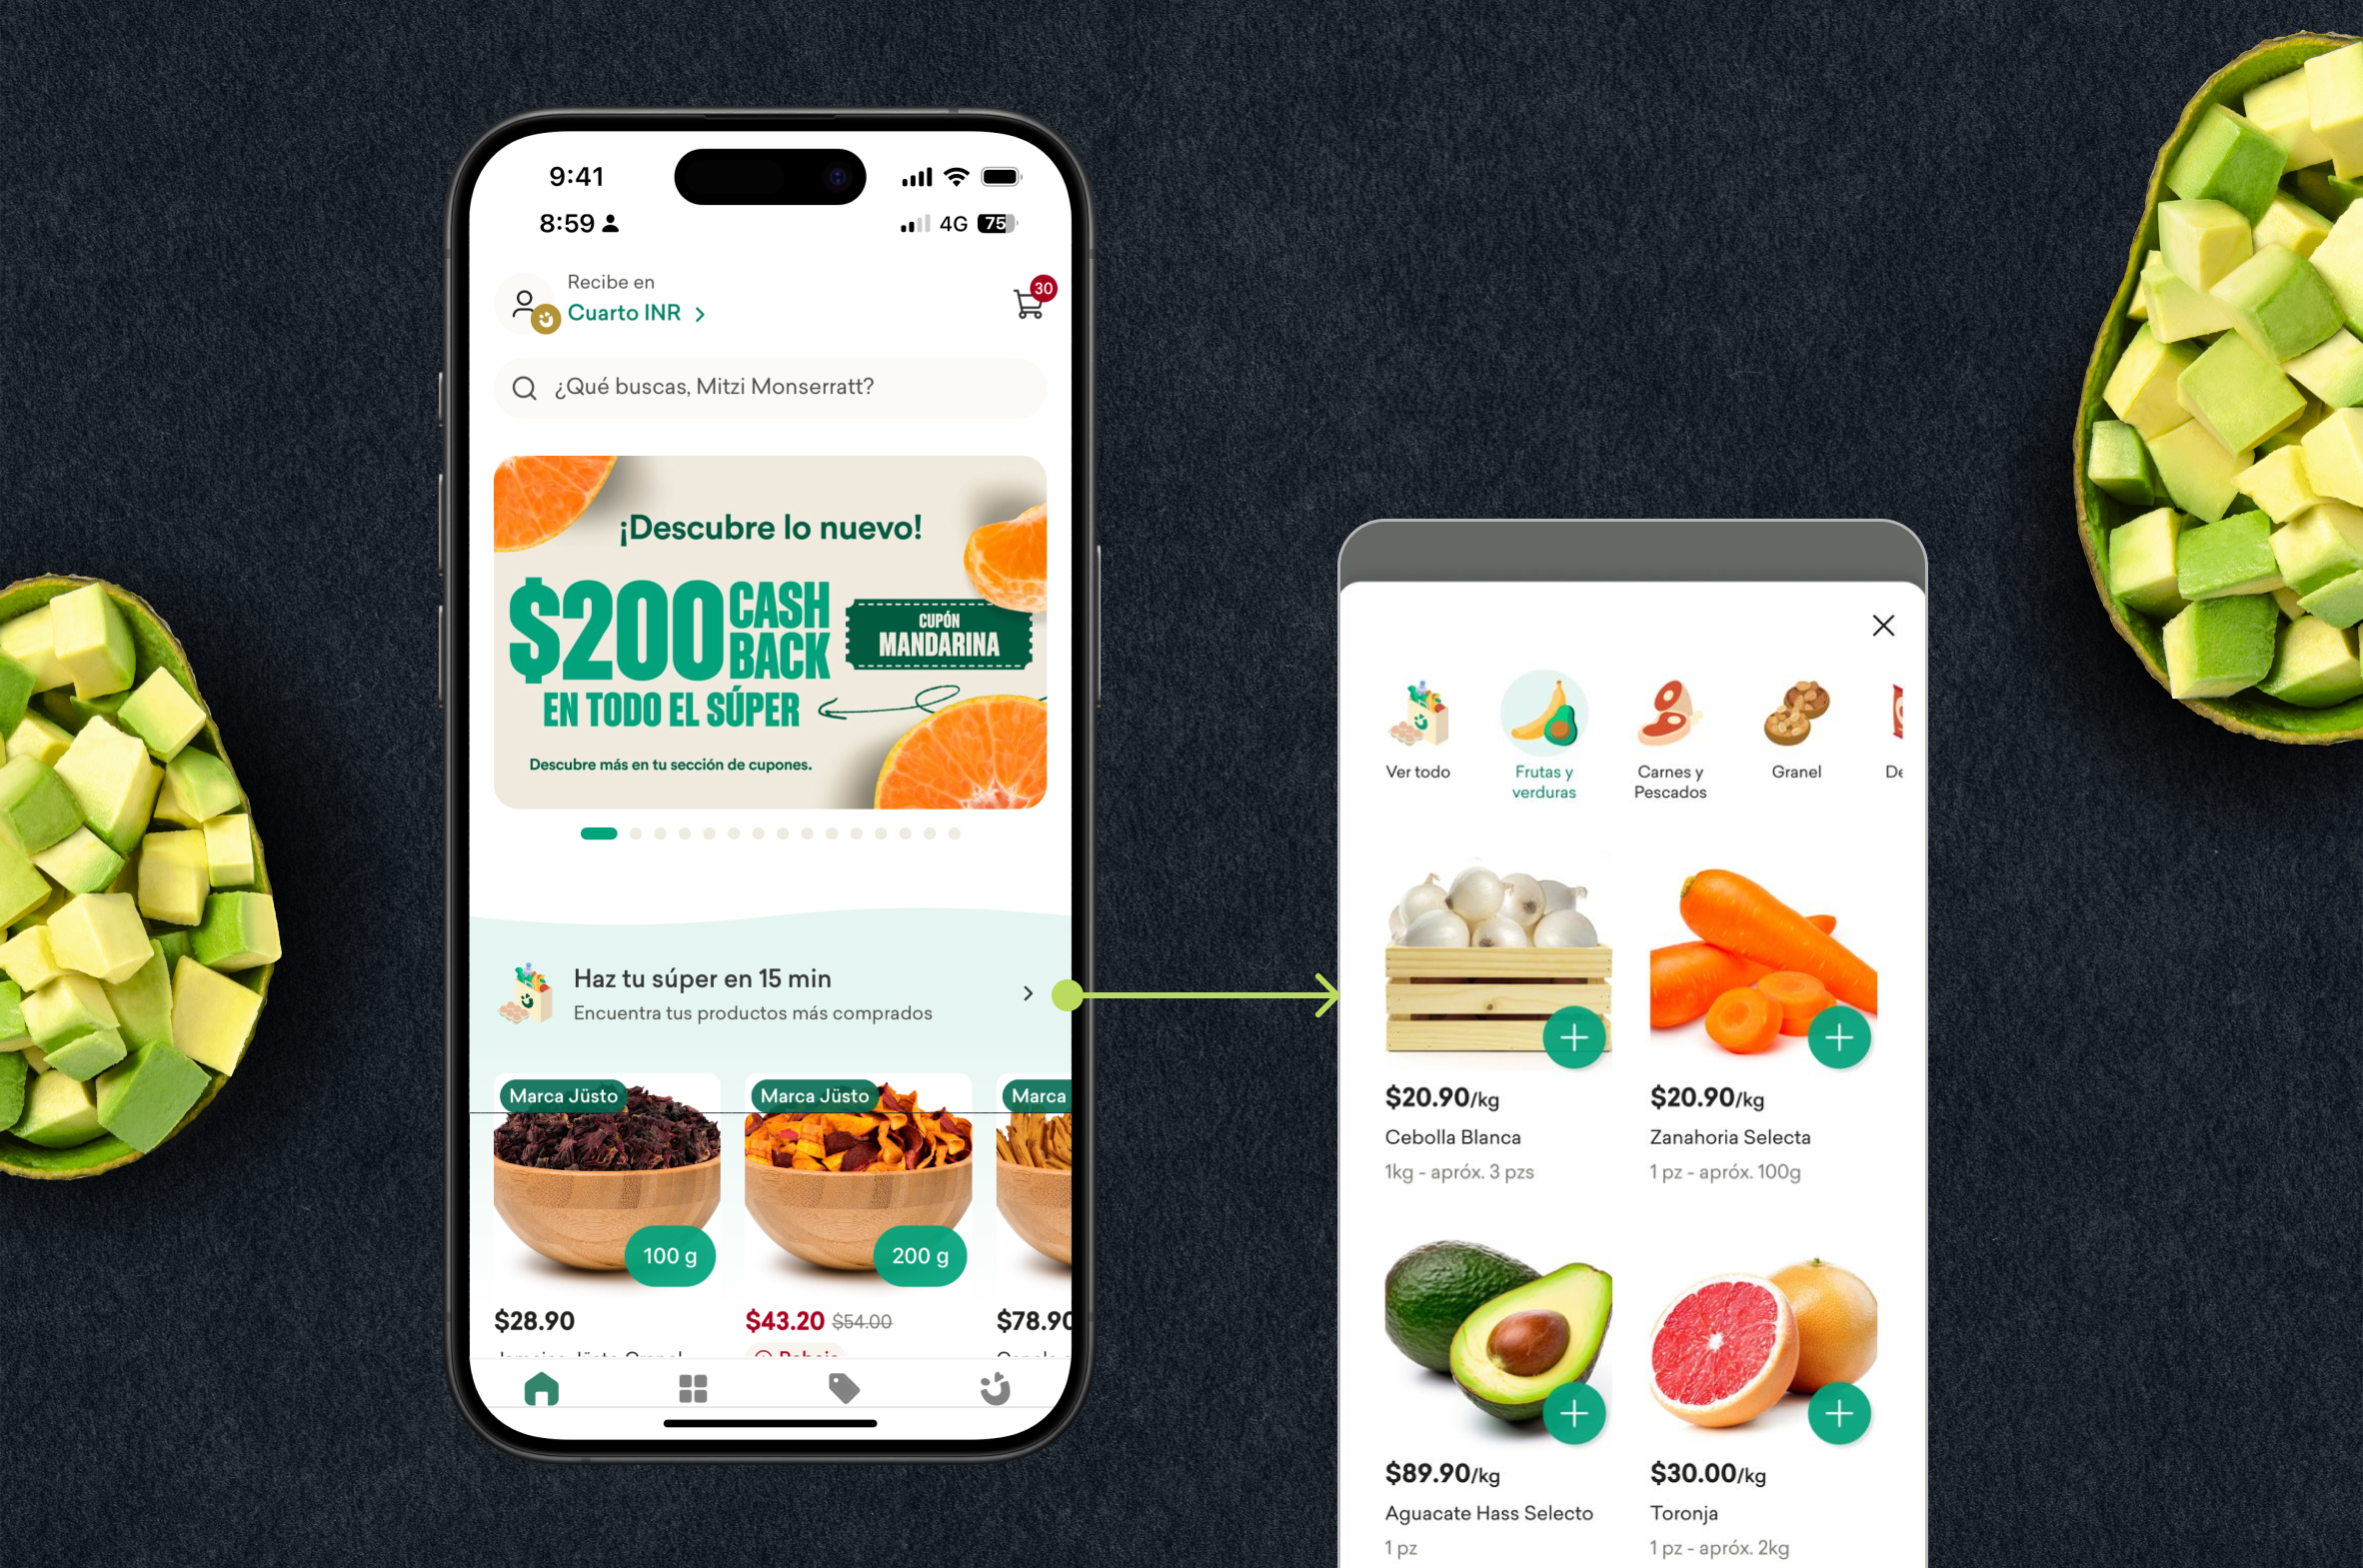 9:41
8:59
4G 75
Recibe en
Cuarto INR
30
¿Qué buscas, Mitzi Monserratt?
¡Descubre lo nuevo!
$200 CASH BACK
EN TODO EL SÚPER
CUPÓN
MANDARINA
Descubre más en tu sección de cupones.
Haz tu súper en 15 min
Encuentra tus productos más comprados
Marca Jüsto
Marca Jüsto
Marca
100 g
200 g
$28.90
$43.20 $54.00
$78.90
Ver todo
Frutas y
verduras
Carnes y
Pescados
Granel
De
$20.90/kg
Cebolla Blanca
1kg - apróx. 3 pzs
$20.90/kg
Zanahoria Selecta
1 pz - apróx. 100g
$89.90/kg
Aguacate Hass Selecto
1 pz
$30.00/kg
Toronja
1 pz - apróx. 2kg